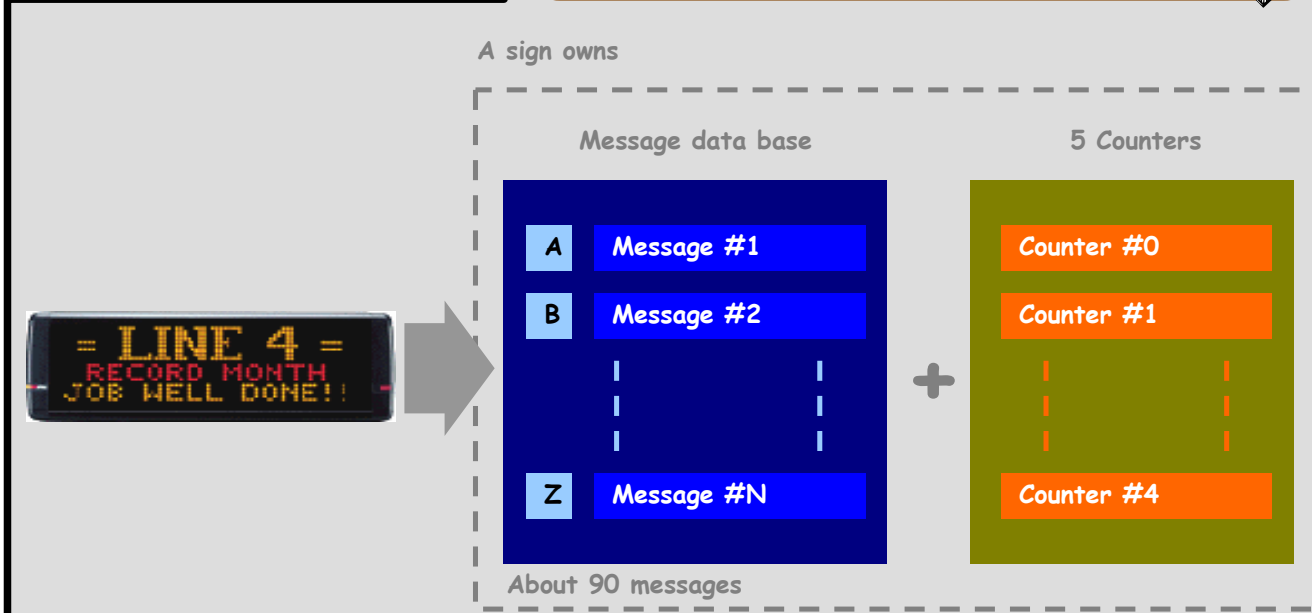 A sign owns
Message data base
5 Counters
A Message #1
Counter #0
B Message #2
Counter #1
= LINE 4 =
RECORD MONTH
JOB WELL DONE!!
+
Z Message #N
Counter #4
About 90 messages